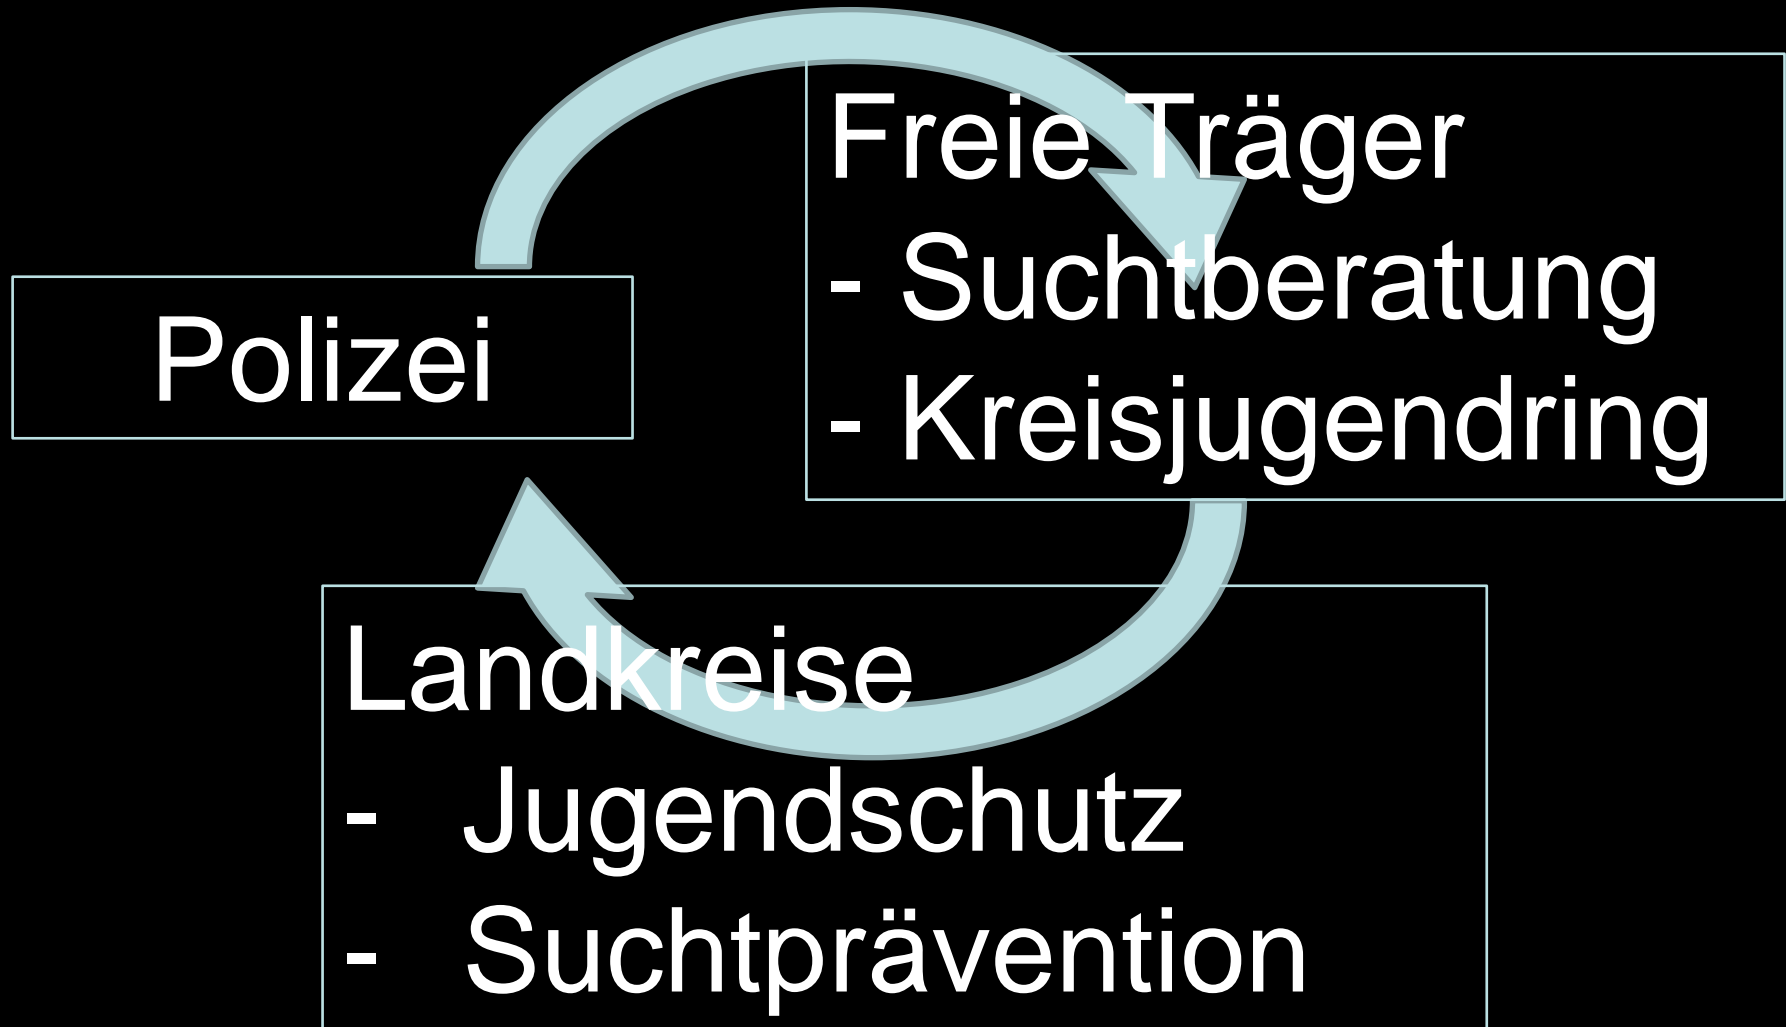 Polizei
Freie Träger
- Suchtberatung
- Kreisjugendring
Landkreise
- Jugendschutz
- Suchtprävention